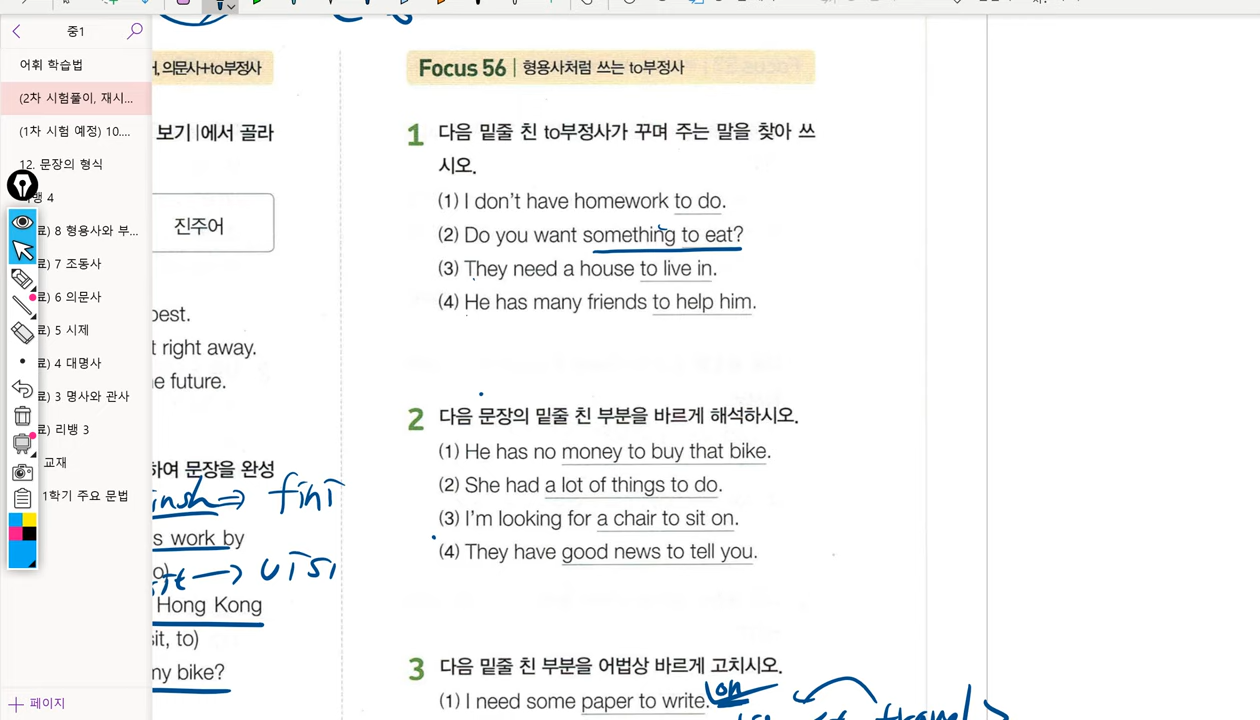 중1
어휘 학습법
(2차 시험풀이, 재시...
(1차 시험 예정) 10....
12. 문장의 형식
뱅 4
료) 8 형용사와 부...
료) 7 조동사
료) 6 의문사
료) 5 시제
료) 4 대명사
료) 3 명사와 관사
료) 리뱅 3
교재
1학기 주요 문법
페이지
, 의문사+to부정사
보기|에서 골라
진주어
best.
t right away.
e future.
하여 문장을 완성
⇒ fini
s work by
→ visi
Hong Kong
sit, to)
my bike?
Focus 56 | 형용사처럼 쓰는 to부정사
1 다음 밑줄 친 to부정사가 꾸며 주는 말을 찾아 쓰
시오.
(1) I don't have homework to do.
(2) Do you want something to eat?
(3) They need a house to live in.
(4) He has many friends to help him.
2 다음 문장의 밑줄 친 부분을 바르게 해석하시오.
(1) He has no money to buy that bike.
(2) She had a lot of things to do.
(3) I'm looking for a chair to sit on.
(4) They have good news to tell you.
3 다음 밑줄 친 부분을 어법상 바르게 고치시오.
(1) I need some paper to write. on
travel